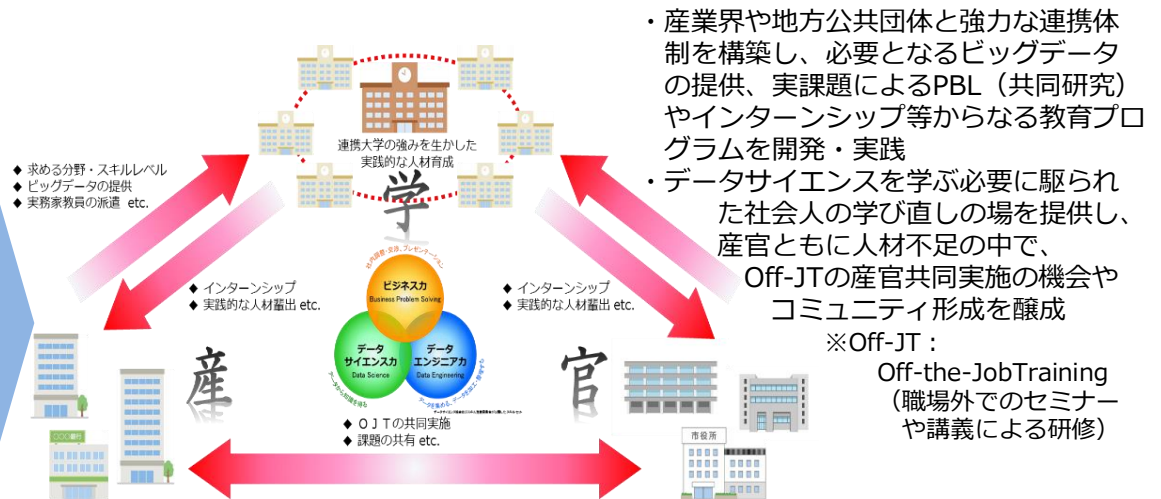 ・産業界や地方公共団体と強力な連携体
制を構築し、必要となるビッグデータ
の提供、実課題によるPBL（共同研究）
やインターンシップ等からなる教育プロ
グラムを開発・実践
・データサイエンスを学ぶ必要に駆られ
た社会人の学び直しの場を提供し、
産官ともに人材不足の中で、
Off-JTの産官共同実施の機会や
コミュニティ形成を醸成
※Off-JT：
Off-the-JobTraining
（職場外でのセミナー
や講義による研修）
連携大学の強みを生かした
実践的な人材育成
学
◆ 求める分野・スキルレベル
◆ ビッグデータの提供
◆ 実務家教員の派遣 etc.
◆ インターンシップ
◆ 実践的な人材輩出 etc.
◆ インターンシップ
◆ 実践的な人材輩出 etc.
ビジネス力
Business Problem Solving
データ
サイエンス力
Data Science
データ
エンジニア力
Data Engineering
産
官
◆ OJTの共同実施
◆ 課題の共有 etc.
〇〇〇銀行
市役所